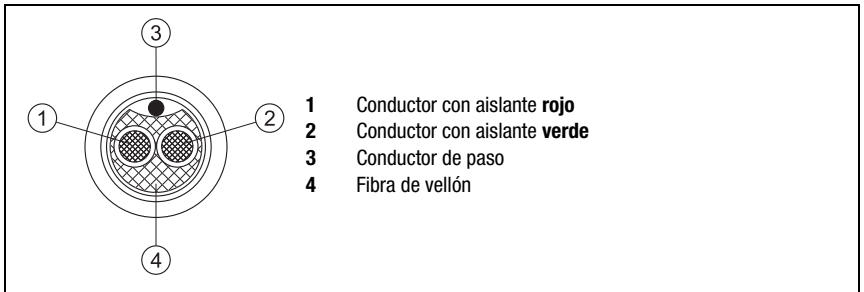 3
1
2
4
1 Conductor con aislante rojo
2 Conductor con aislante verde
3 Conductor de paso
4 Fibra de vellón